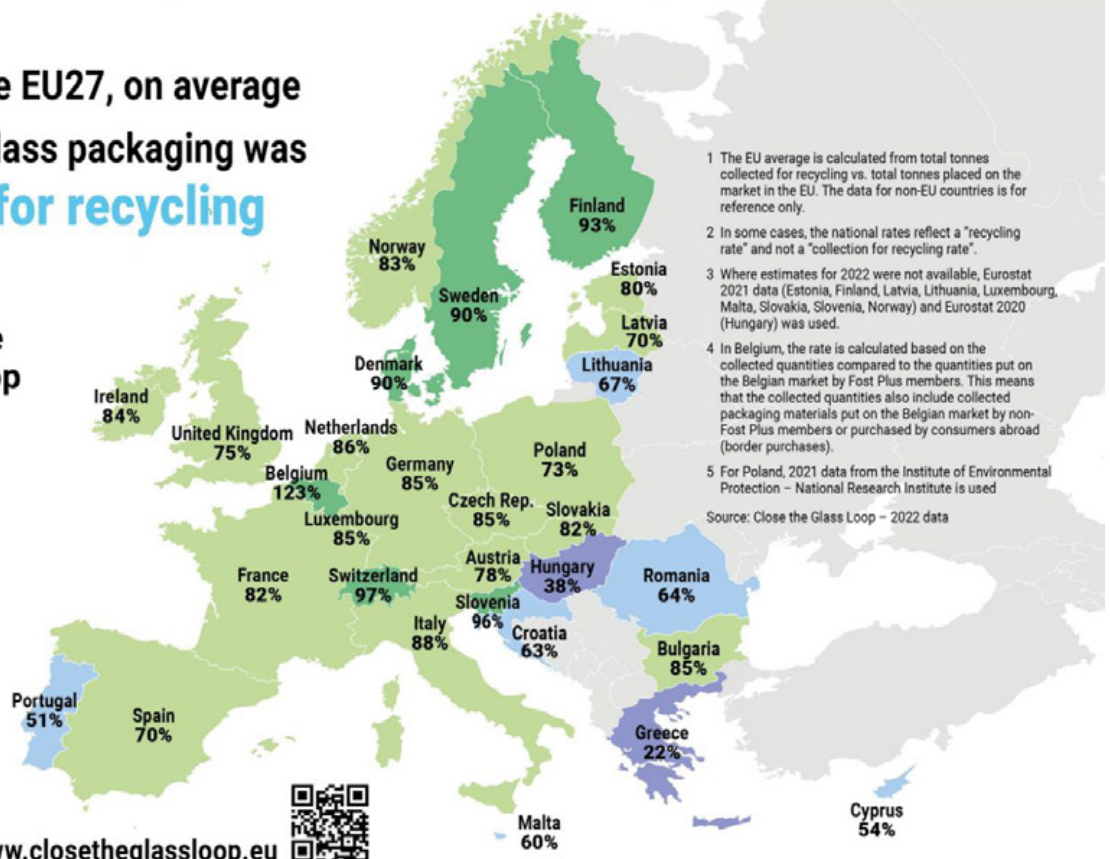 e EU27, on average
lass packaging was
for recycling
e
op
1 The EU average is calculated from total tonnes
collected for recycling vs. total tonnes placed on the
market in the EU. The data for non-EU countries is for
reference only.
2 In some cases, the national rates reflect a "recycling
rate" and not a "collection for recycling rate".
3 Where estimates for 2022 were not available, Eurostat
2021 data (Estonia, Finland, Latvia, Lithuania, Luxembourg,
Malta, Slovakia, Slovenia, Norway) and Eurostat 2020
(Hungary) was used.
4 In Belgium, the rate is calculated based on the
collected quantities compared to the quantities put on
the Belgian market by Fost Plus members. This means
that the collected quantities also include collected
packaging materials put on the Belgian market by non-
Fost Plus members or purchased by consumers abroad
(border purchases).
5 For Poland, 2021 data from the Institute of Environmental
Protection – National Research Institute is used
Source: Close the Glass Loop – 2022 data
Finland
93%
Norway
83%
Sweden
90%
Estonia
80%
Latvia
70%
Lithuania
67%
Denmark
90%
Ireland
84%
United Kingdom
75%
Netherlands
86%
Belgium
123%
Germany
85%
Poland
73%
Luxembourg
85%
Czech Rep.
85%
Slovakia
82%
France
82%
Switzerland
97%
Austria
78%
Hungary
38%
Romania
64%
Slovenia
96%
Italy
88%
Croatia
63%
Bulgaria
85%
Portugal
51%
Spain
70%
Greece
22%
Malta
60%
Cyprus
54%
ww.closetheglassloop.eu